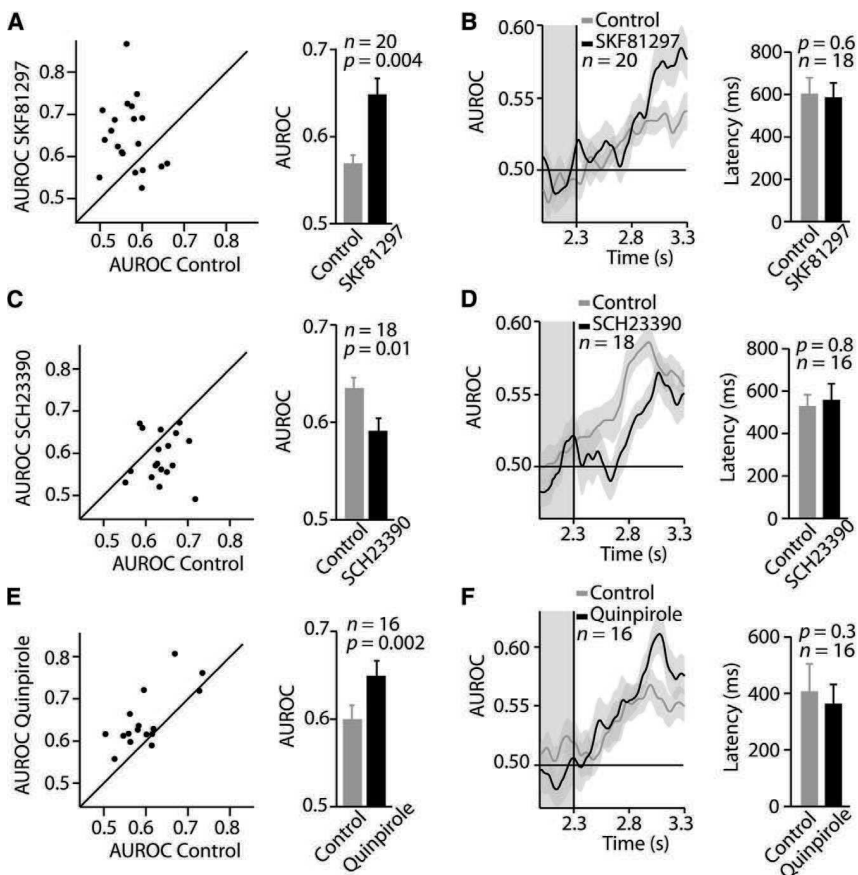 A
AUROC SKF81297
0.8
0.7
0.6
0.5
0.5 0.6 0.7 0.8
AUROC Control
AUROC
0.7
0.6
0.5
n = 20
p = 0.004
Control
SKF81297
B
AUROC
0.60
0.55
0.50
Control
SKF81297
n = 20
2.3 2.8 3.3
Time (s)
Latency (ms)
800
600
400
200
0
p = 0.6
n = 18
Control
SKF81297
C
AUROC SCH23390
0.8
0.7
0.6
0.5
0.5 0.6 0.7 0.8
AUROC Control
AUROC
0.7
0.6
0.5
n = 18
p = 0.01
Control
SCH23390
D
AUROC
0.60
0.55
0.50
Control
SCH23390
n = 18
2.3 2.8 3.3
Time (s)
Latency (ms)
800
600
400
200
0
p = 0.8
n = 16
Control
SCH23390
E
AUROC Quinpirole
0.8
0.7
0.6
0.5
0.5 0.6 0.7 0.8
AUROC Control
AUROC
0.7
0.6
0.5
n = 16
p = 0.002
Control
Quinpirole
F
AUROC
0.60
0.55
0.50
Control
Quinpirole
n = 16
2.3 2.8 3.3
Time (s)
Latency (ms)
600
400
200
0
p = 0.3
n = 16
Control
Quinpirole